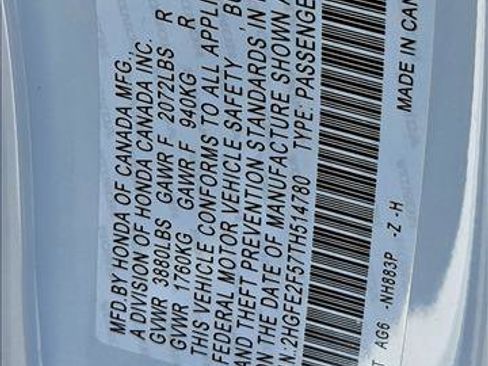 MFD.BY HONDA OF CANADA MFG.,
A DIVISION OF HONDA CANADA INC.
GVWR 3880LBS GAWR F 2072LBS R
GVWR 1760KG GAWR F 940KG R
THIS VEHICLE CONFORMS TO ALL APPLI
FEDERAL MOTOR VEHICLE SAFETY , BU
AND THEFT PREVENTION STANDARDS IN
ON THE DATE OF MANUFACTURE SHOWN A
N.:2HGFE2F57TH514780 TYPE: PASSENGE
T AG6 -NH883P -Z -H MADE IN CAN